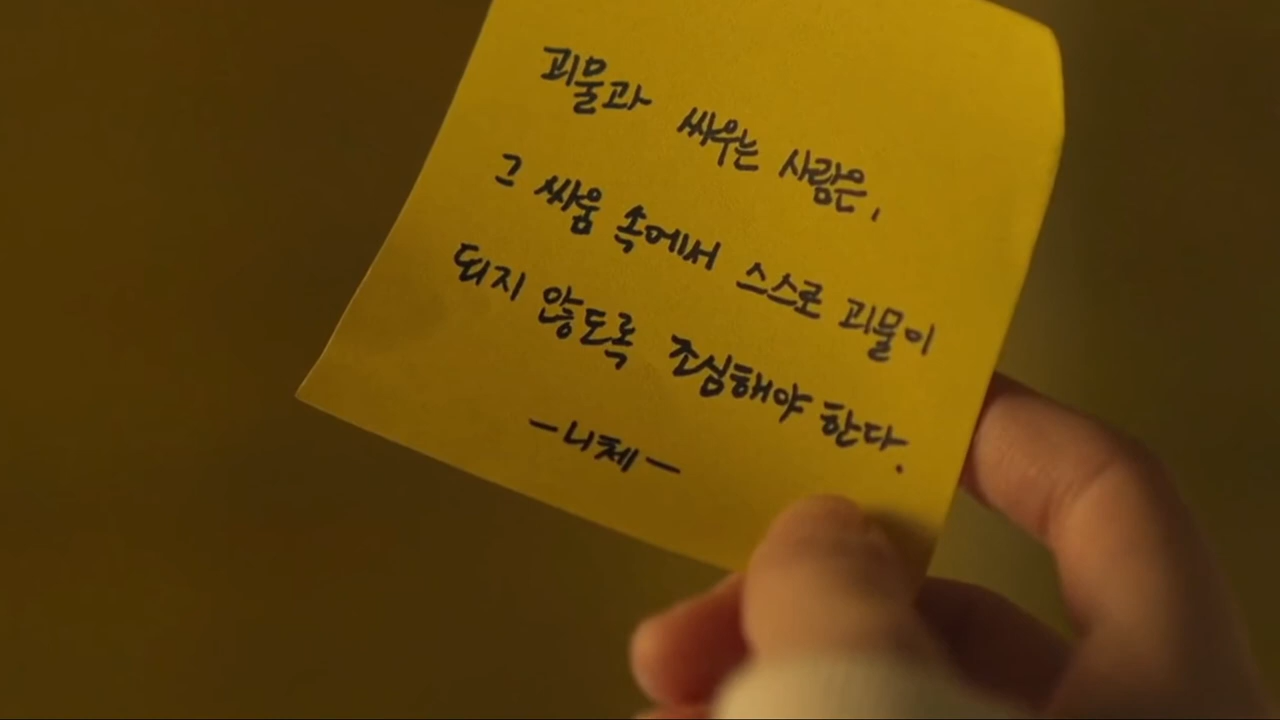 괴물과 싸우는 사람은,
그 싸움 속에서 스스로 괴물이
되지 않도록 조심해야 한다.
-니체-